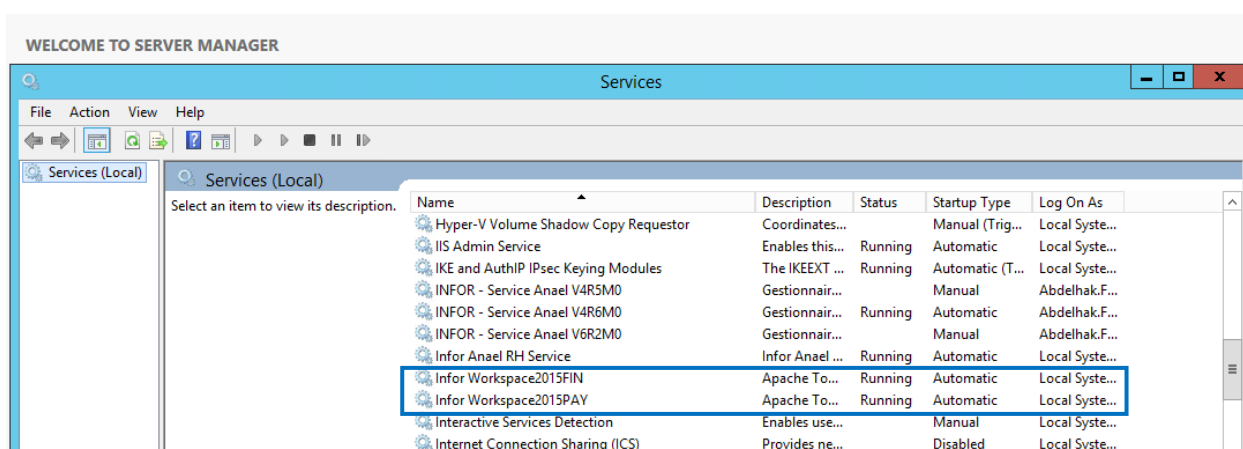 WELCOME TO SERVER MANAGER
Services
File Action View Help
Services (Local)
Services (Local)
Select an item to view its description.
Name Description Status Startup Type Log On As
Hyper-V Volume Shadow Copy Requestor Coordinates... Manual (Trig... Local Syste...
IIS Admin Service Enables this... Running Automatic Local Syste...
IKE and AuthIP IPsec Keying Modules The IKEEXT ... Running Automatic (T... Local Syste...
INFOR - Service Anael V4R5M0 Gestionnair... Manual Abdelhak.F...
INFOR - Service Anael V4R6M0 Gestionnair... Running Automatic Abdelhak.F...
INFOR - Service Anael V6R2M0 Gestionnair... Manual Abdelhak.F...
Infor Anael RH Service Infor Anael ... Running Automatic Local Syste...
Infor Workspace2015FIN Apache To... Running Automatic Local Syste...
Infor Workspace2015PAY Apache To... Running Automatic Local Syste...
Interactive Services Detection Enables use... Manual Local Syste...
Internet Connection Sharing (ICS) Provides ne... Disabled Local Syste...